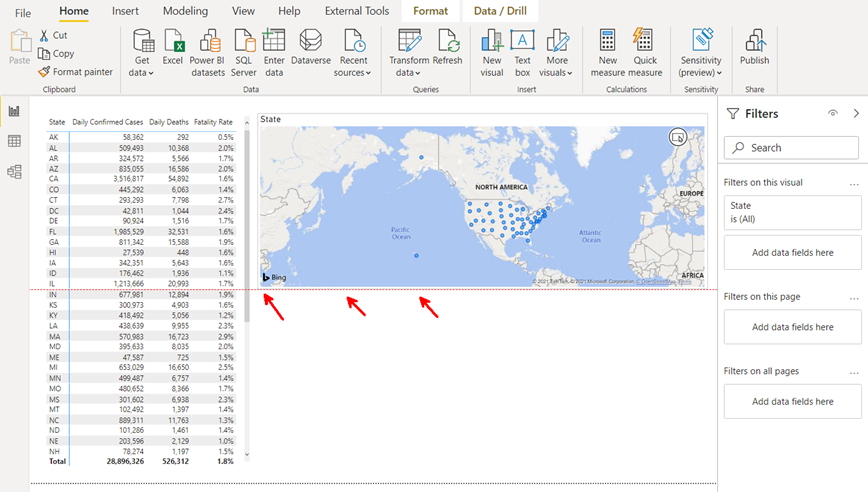 File Home Insert Modeling View Help External Tools Format Data / Drill
Paste
Cut
Copy
Format painter
Get data
Excel
Power BI datasets
SQL Server
Enter data
Dataverse
Recent sources
Transform data
Refresh
New visual
Text box
More visuals
New measure
Quick measure
Sensitivity (preview)
Publish
Clipboard Data Queries Insert Calculations Sensitivity Share
State Daily Confirmed Cases Daily Deaths Fatality Rate
AK 58,362 292 0.5%
AL 509,493 10,368 2.0%
AR 324,572 5,566 1.7%
AZ 835,055 16,586 2.0%
CA 3,516,817 54,892 1.6%
CO 445,292 6,063 1.4%
CT 293,293 7,798 2.7%
DC 42,811 1,044 2.4%
DE 90,924 1,516 1.7%
FL 1,985,529 32,531 1.6%
GA 811,342 15,588 1.9%
HI 27,539 448 1.6%
IA 342,351 5,643 1.6%
ID 176,462 1,936 1.1%
IL 1,213,666 20,993 1.7%
IN 677,981 12,894 1.9%
KS 300,973 4,903 1.6%
KY 418,492 5,056 1.2%
LA 438,639 9,955 2.3%
MA 570,983 16,723 2.9%
MD 395,633 8,035 2.0%
ME 47,587 725 1.5%
MI 653,029 16,650 2.5%
MN 499,487 6,757 1.4%
MO 480,652 8,366 1.7%
MS 301,602 6,938 2.3%
MT 102,492 1,397 1.4%
NC 889,311 11,763 1.3%
ND 101,286 1,461 1.4%
NE 203,596 2,129 1.0%
NH 78,274 1,197 1.5%
Total 28,896,326 526,312 1.8%
State
NORTH AMERICA
EUROPE
Pacific
Ocean
Atlantic
Ocean
AFRICA
Bing
© 2021 TomTom, © 2021 Microsoft Corporation, © OpenStreetMap Terms
Filters
Search
Filters on this visual ...
State
is (All)
Add data fields here
Filters on this page ...
Add data fields here
Filters on all pages ...
Add data fields here